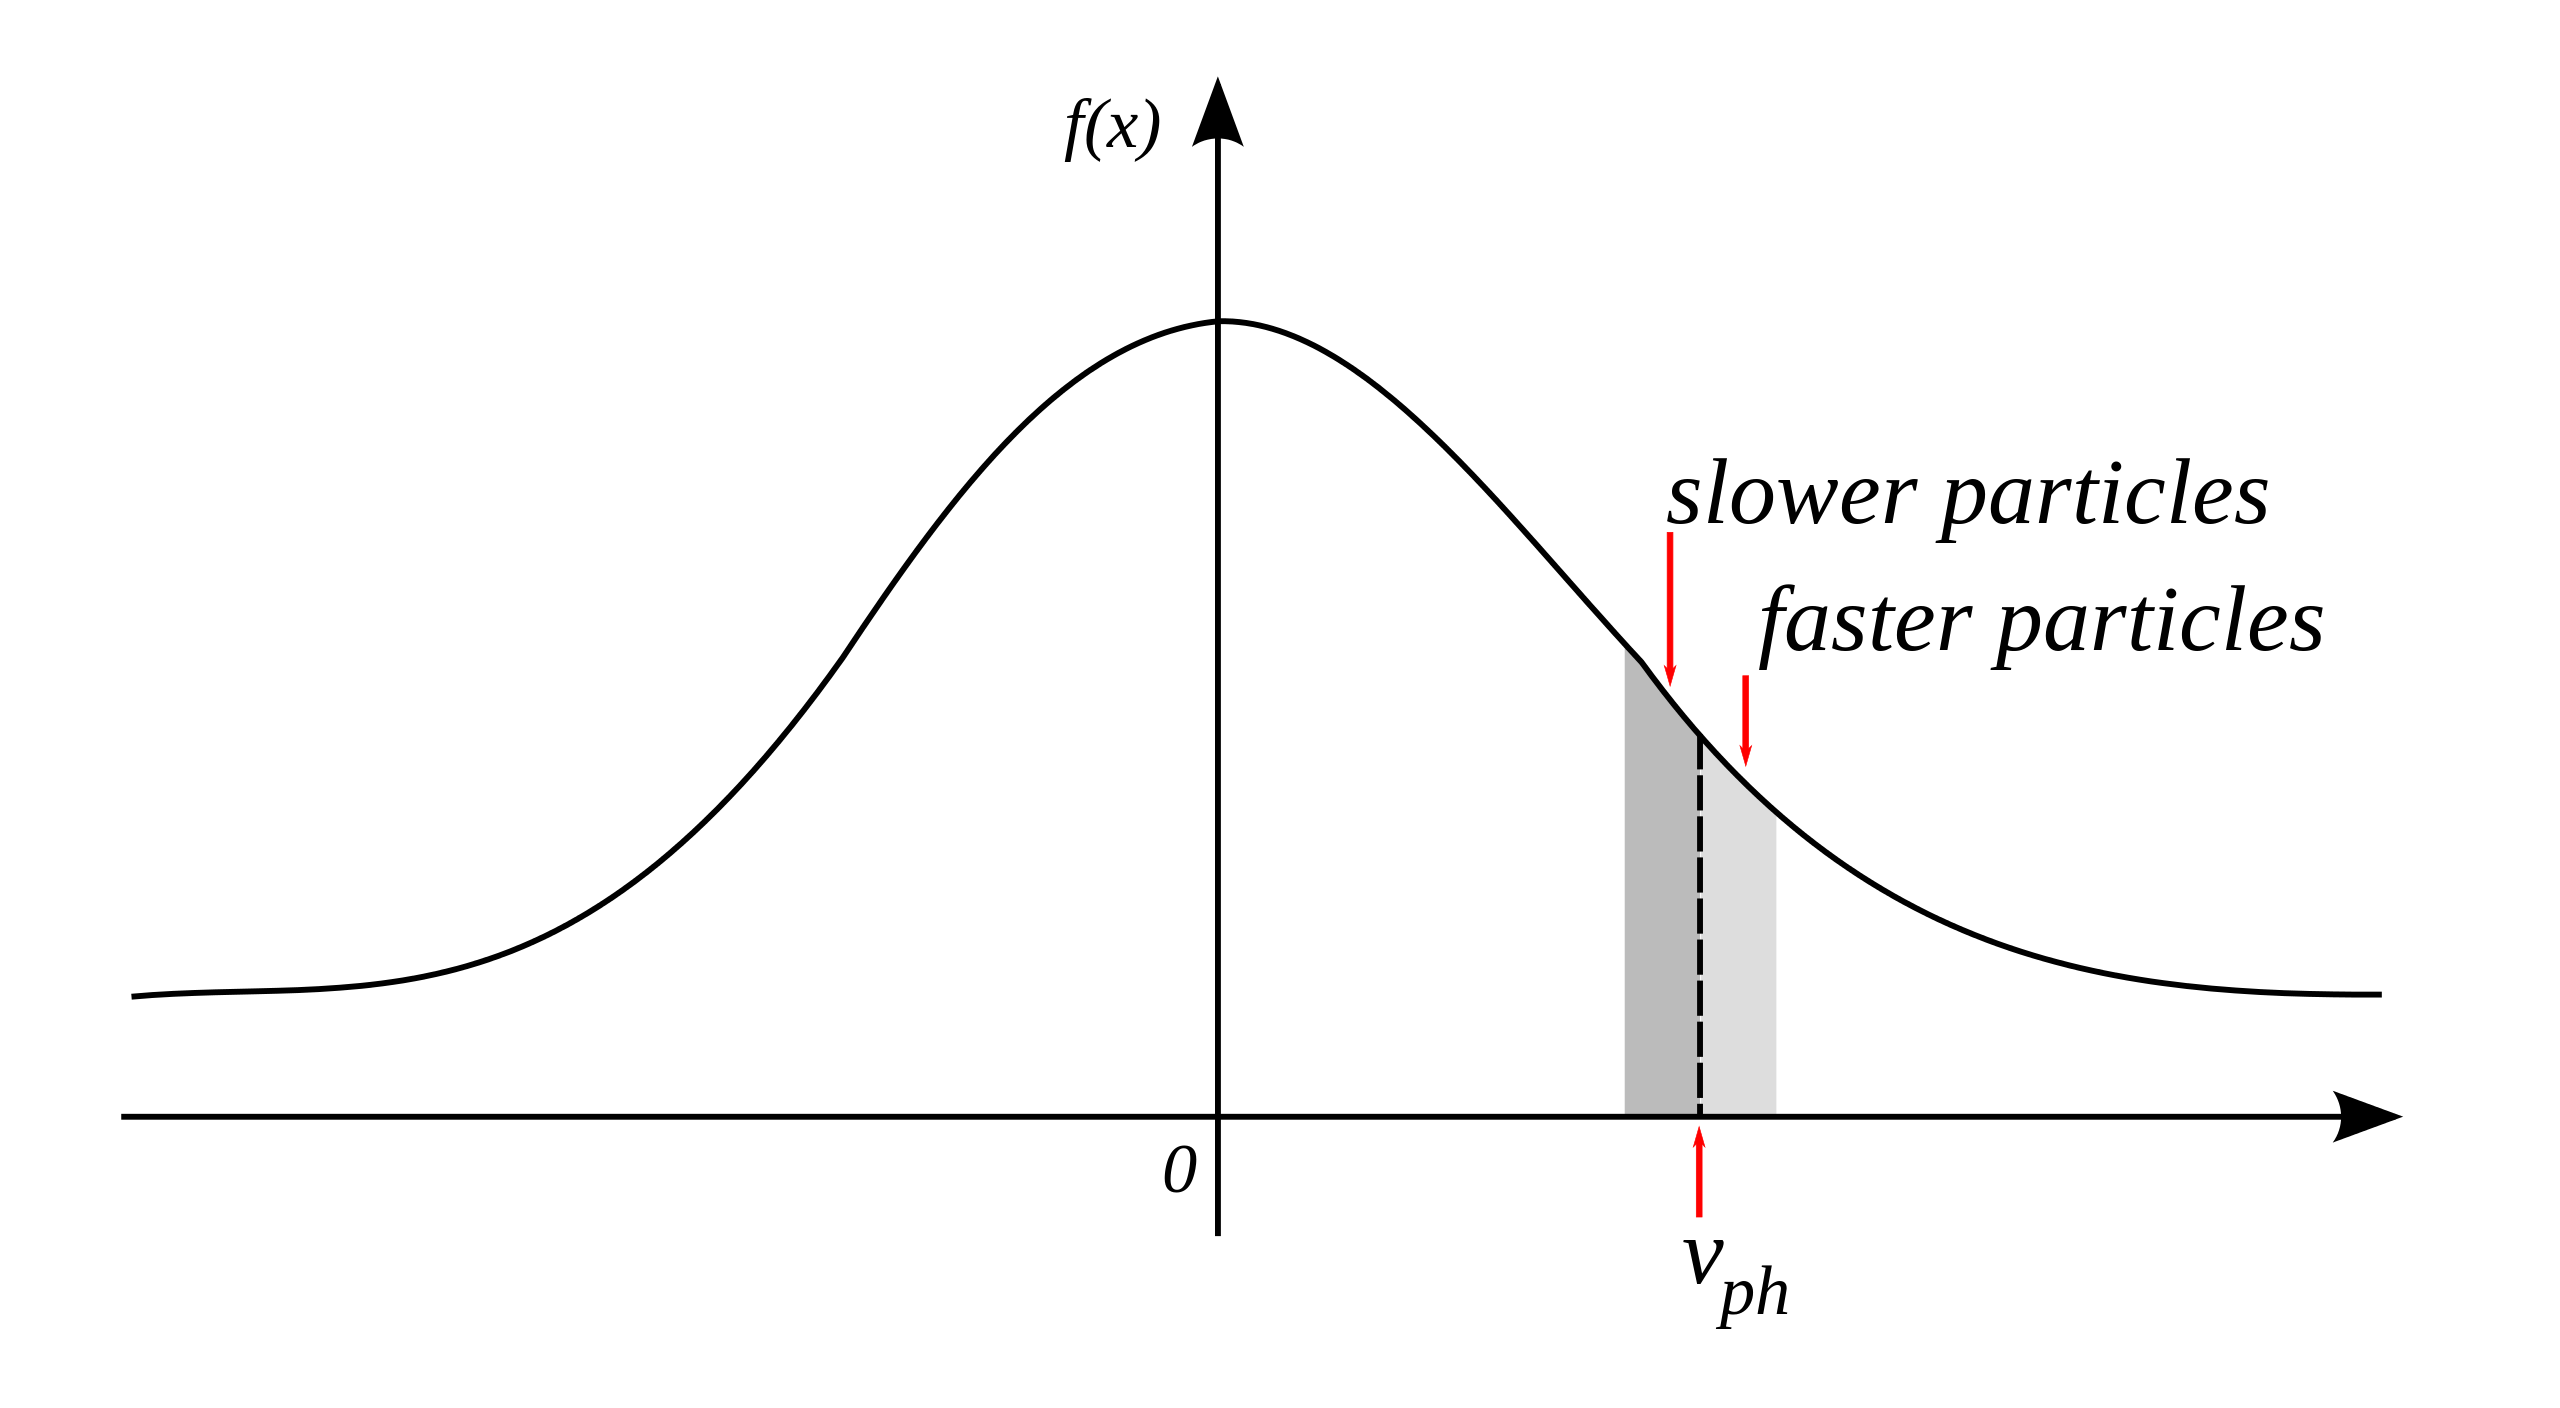 f(x)
slower particles
faster particles
0
v_ph